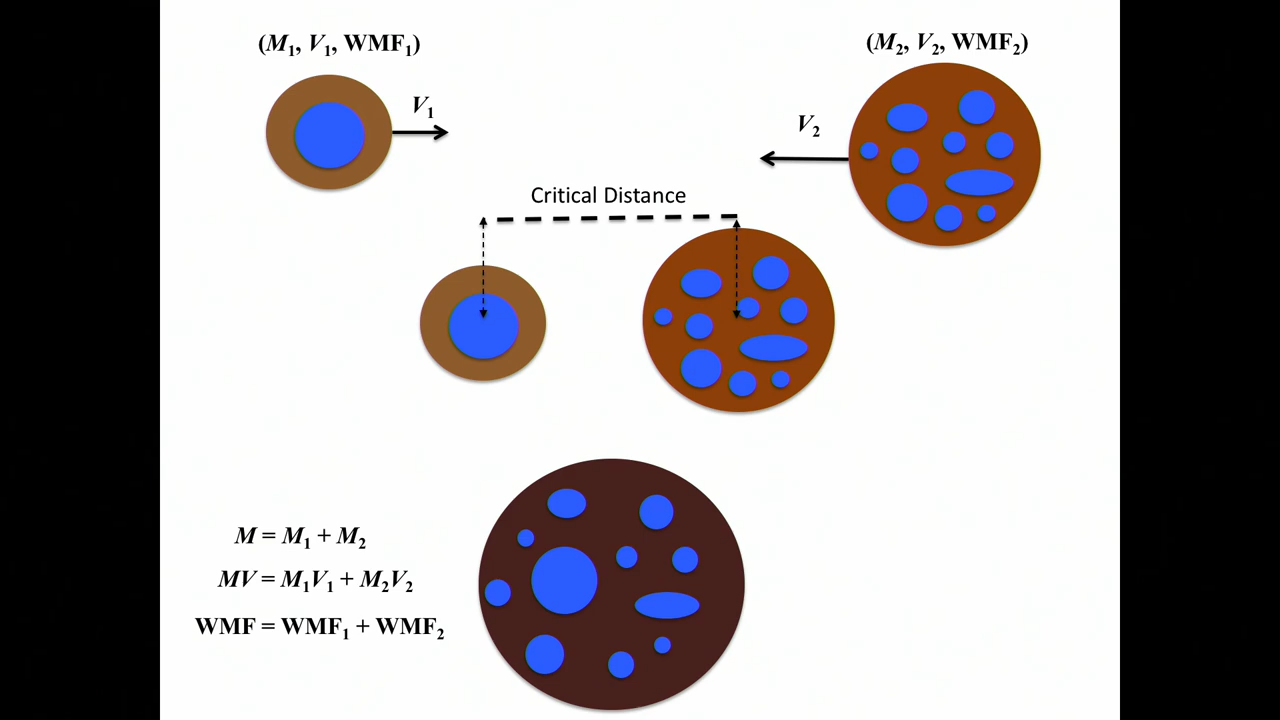 (M₁, V₁, WMF₁)
(M₂, V₂, WMF₂)
V₁
V₂
Critical Distance
M = M₁ + M₂
MV = M₁V₁ + M₂V₂
WMF = WMF₁ + WMF₂